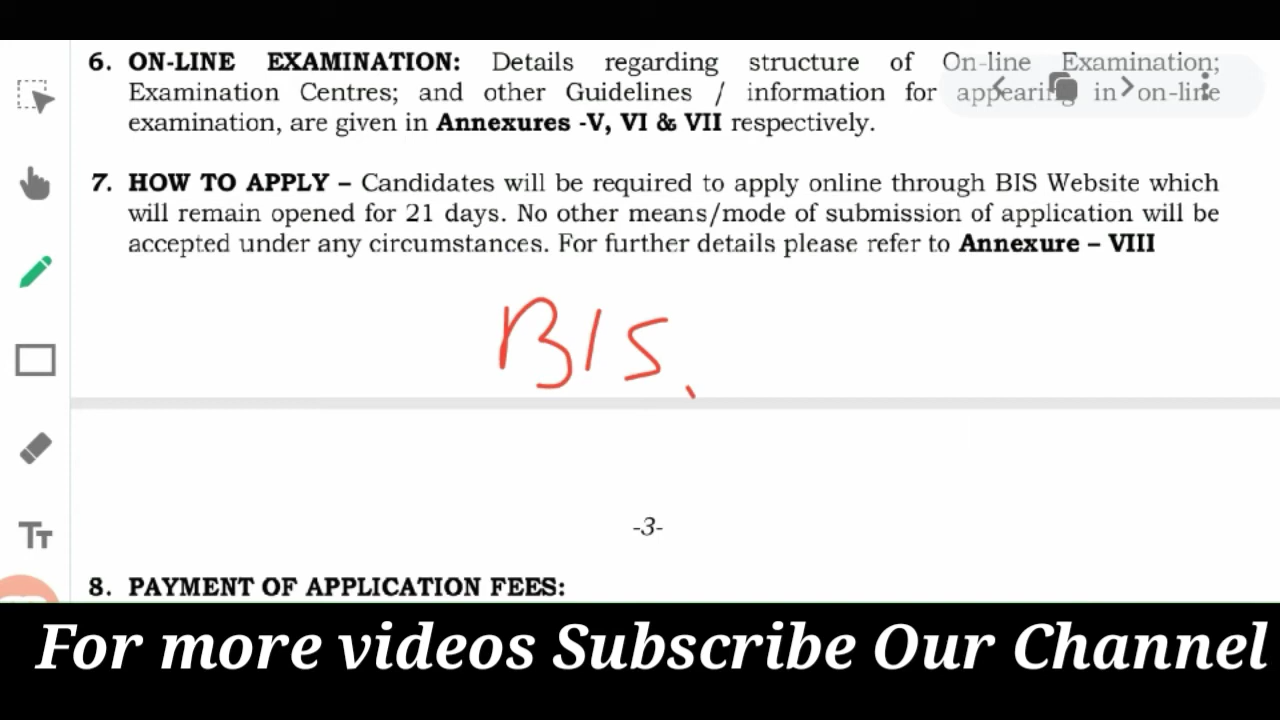 6. ON-LINE EXAMINATION: Details regarding structure of On-line Examination;
Examination Centres; and other Guidelines / information for appearing in on-line
examination, are given in Annexures -V, VI & VII respectively.
7. HOW TO APPLY – Candidates will be required to apply online through BIS Website which
will remain opened for 21 days. No other means/mode of submission of application will be
accepted under any circumstances. For further details please refer to Annexure – VIII
BIS
-3-
8. PAYMENT OF APPLICATION FEES:
TT
For more videos Subscribe Our Channel